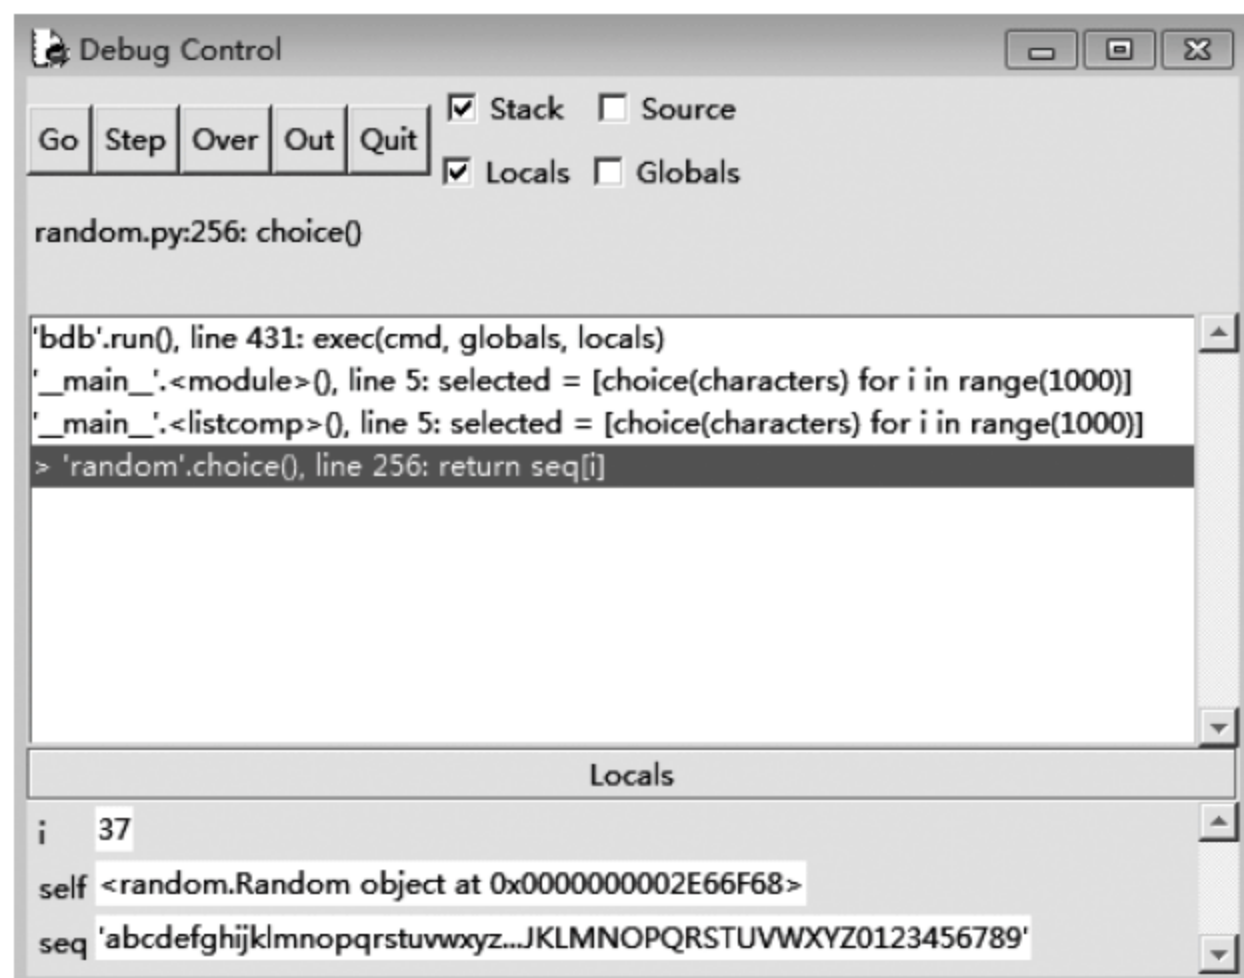 Debug Control
Go Step Over Out Quit
Stack Source
Locals Globals
random.py:256: choice()
'bdb'.run(), line 431: exec(cmd, globals, locals)
'__main__'.<module>(), line 5: selected = [choice(characters) for i in range(1000)]
'__main__'.<listcomp>(), line 5: selected = [choice(characters) for i in range(1000)]
> 'random'.choice(), line 256: return seq[i]
Locals
i 37
self <random.Random object at 0x0000000002E66F68>
seq 'abcdefghijklmnopqrstuvwxyz...JKLMNOPQRSTUVWXYZ0123456789'